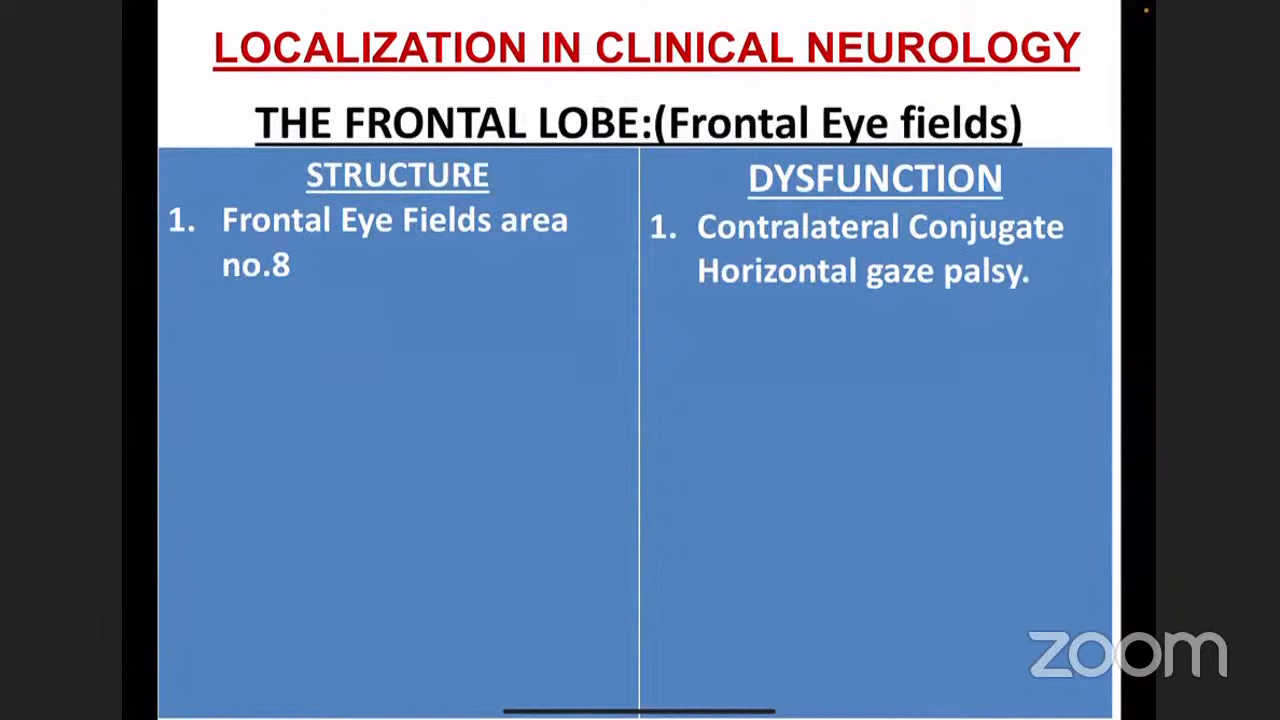 LOCALIZATION IN CLINICAL NEUROLOGY
THE FRONTAL LOBE:(Frontal Eye fields)
STRUCTURE
1. Frontal Eye Fields area
no.8
DYSFUNCTION
1. Contralateral Conjugate
Horizontal gaze palsy.
zoom